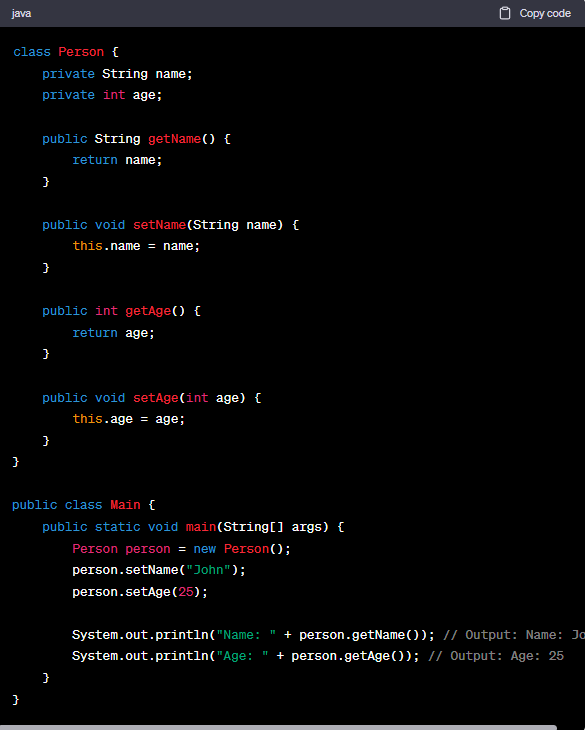 java Copy code
class Person {
    private String name;
    private int age;

    public String getName() {
        return name;
    }

    public void setName(String name) {
        this.name = name;
    }

    public int getAge() {
        return age;
    }

    public void setAge(int age) {
        this.age = age;
    }
}

public class Main {
    public static void main(String[] args) {
        Person person = new Person();
        person.setName("John");
        person.setAge(25);

        System.out.println("Name: " + person.getName()); // Output: Name: Jo
        System.out.println("Age: " + person.getAge()); // Output: Age: 25
    }
}